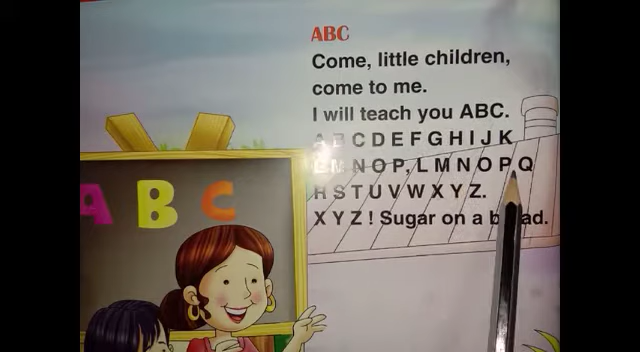 ABC
Come, little children,
come to me.
I will teach you ABC.
A B C D E F G H I J K
L M N O P, L M N O P Q
R S T U V W X Y Z.
X Y Z ! Sugar on a
A B C